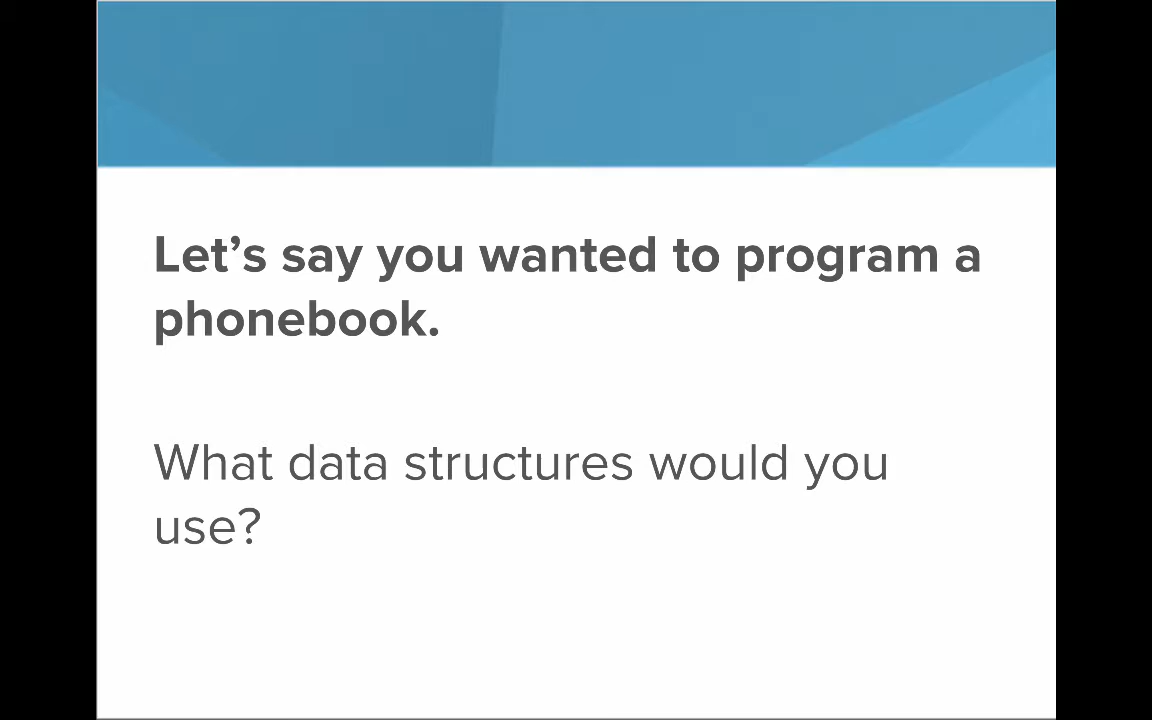 Let’s say you wanted to program a
phonebook.
What data structures would you
use?